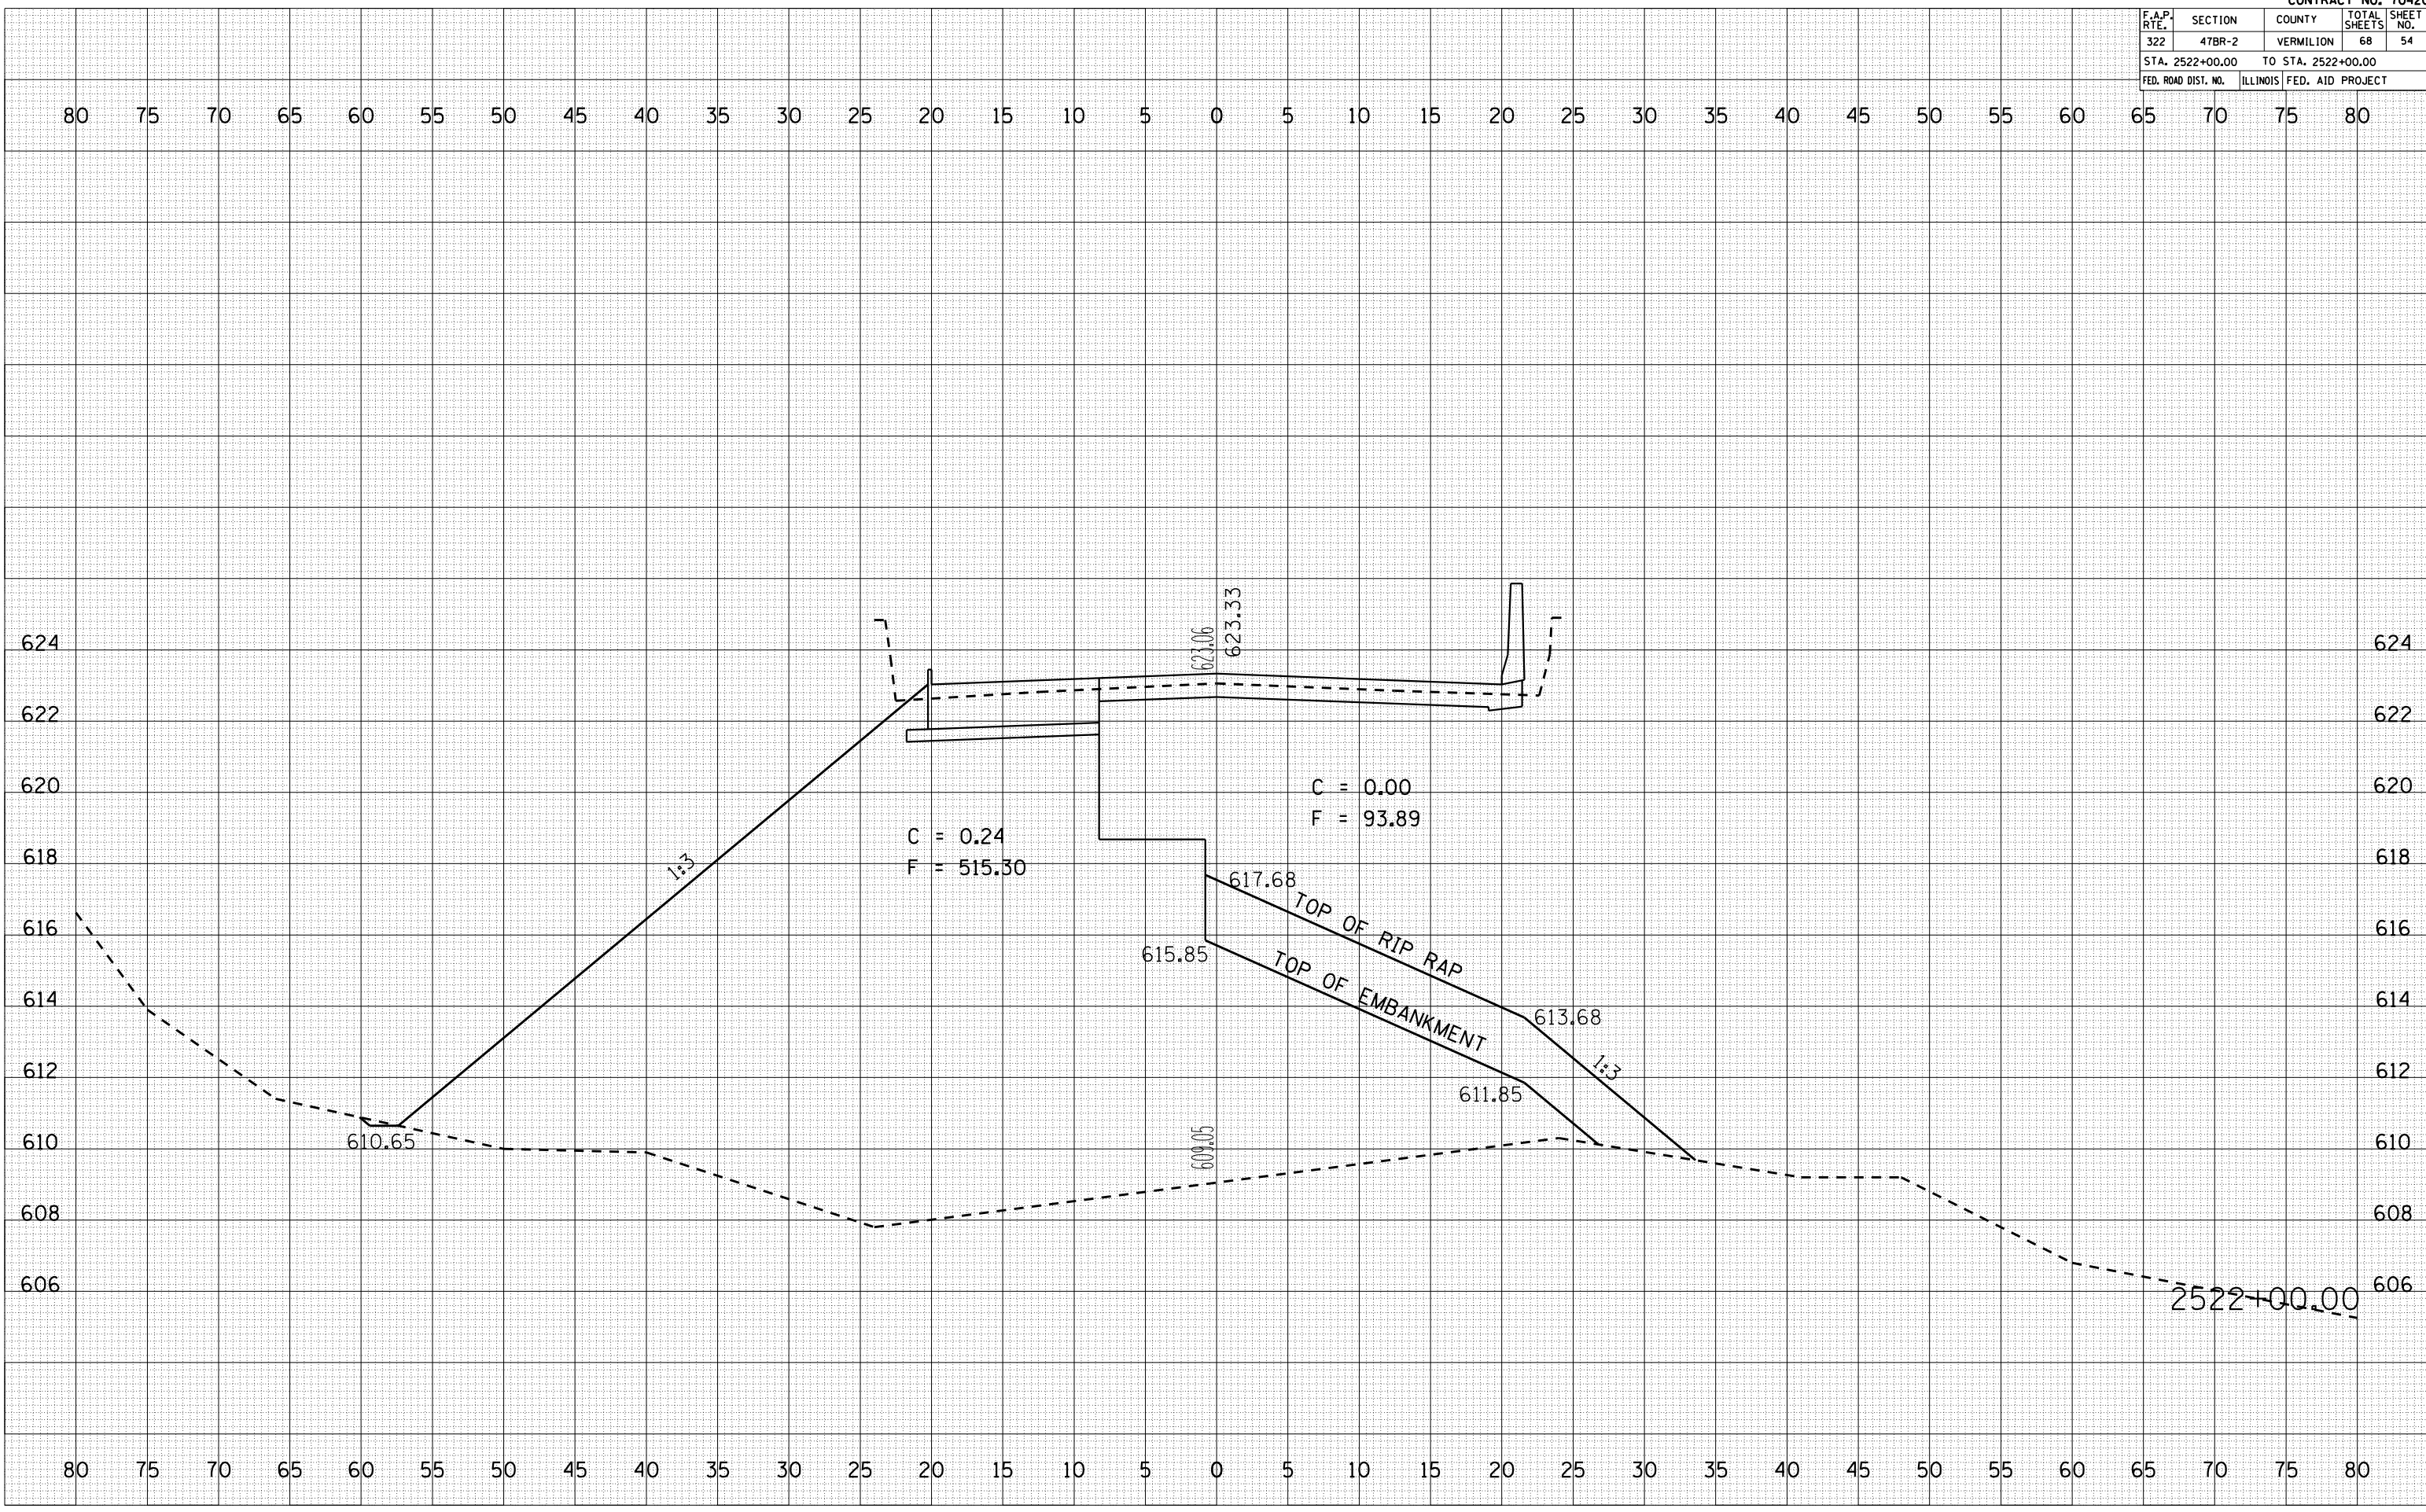 F.A.P. RTE. SECTION COUNTY TOTAL SHEETS SHEET NO.
322 47BR-2 VERMILION 68 54
STA. 2522+00.00 TO STA. 2522+00.00
FED. ROAD DIST. NO. ILLINOIS FED. AID PROJECT
80 75 70 65 60 55 50 45 40 35 30 25 20 15 10 5 0 5 10 15 20 25 30 35 40 45 50 55 60 65 70 75 80
623.33
623.06
624 624
622 622
620 620
C = 0.00
F = 93.89
C = 0.24
F = 515.30
618 618
1:3
617.68
TOP OF RIP RAP
616 616
615.85
TOP OF EMBANKMENT
614 614
613.68
1:3
612 612
611.85
610 610
610.65
609.05
608 608
606 606
2522+00.00
80 75 70 65 60 55 50 45 40 35 30 25 20 15 10 5 0 5 10 15 20 25 30 35 40 45 50 55 60 65 70 75 80